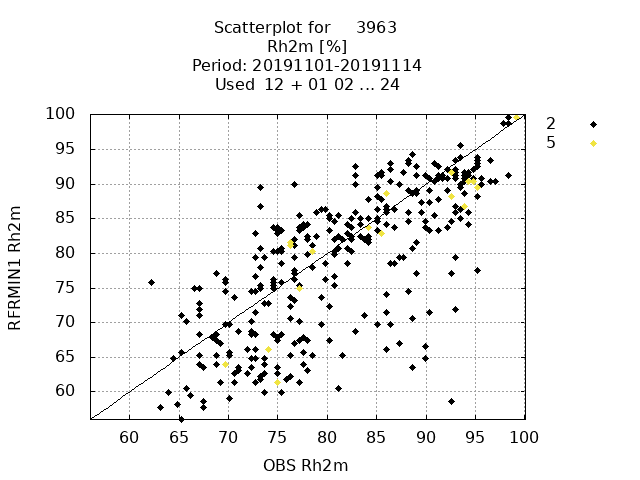 Scatterplot for 3963
Rh2m [%]
Period: 20191101-20191114
Used 12 + 01 02 ... 24
2
5
100
95
90
85
80
75
70
65
60
RFRMIN1 Rh2m
60 65 70 75 80 85 90 95 100
OBS Rh2m